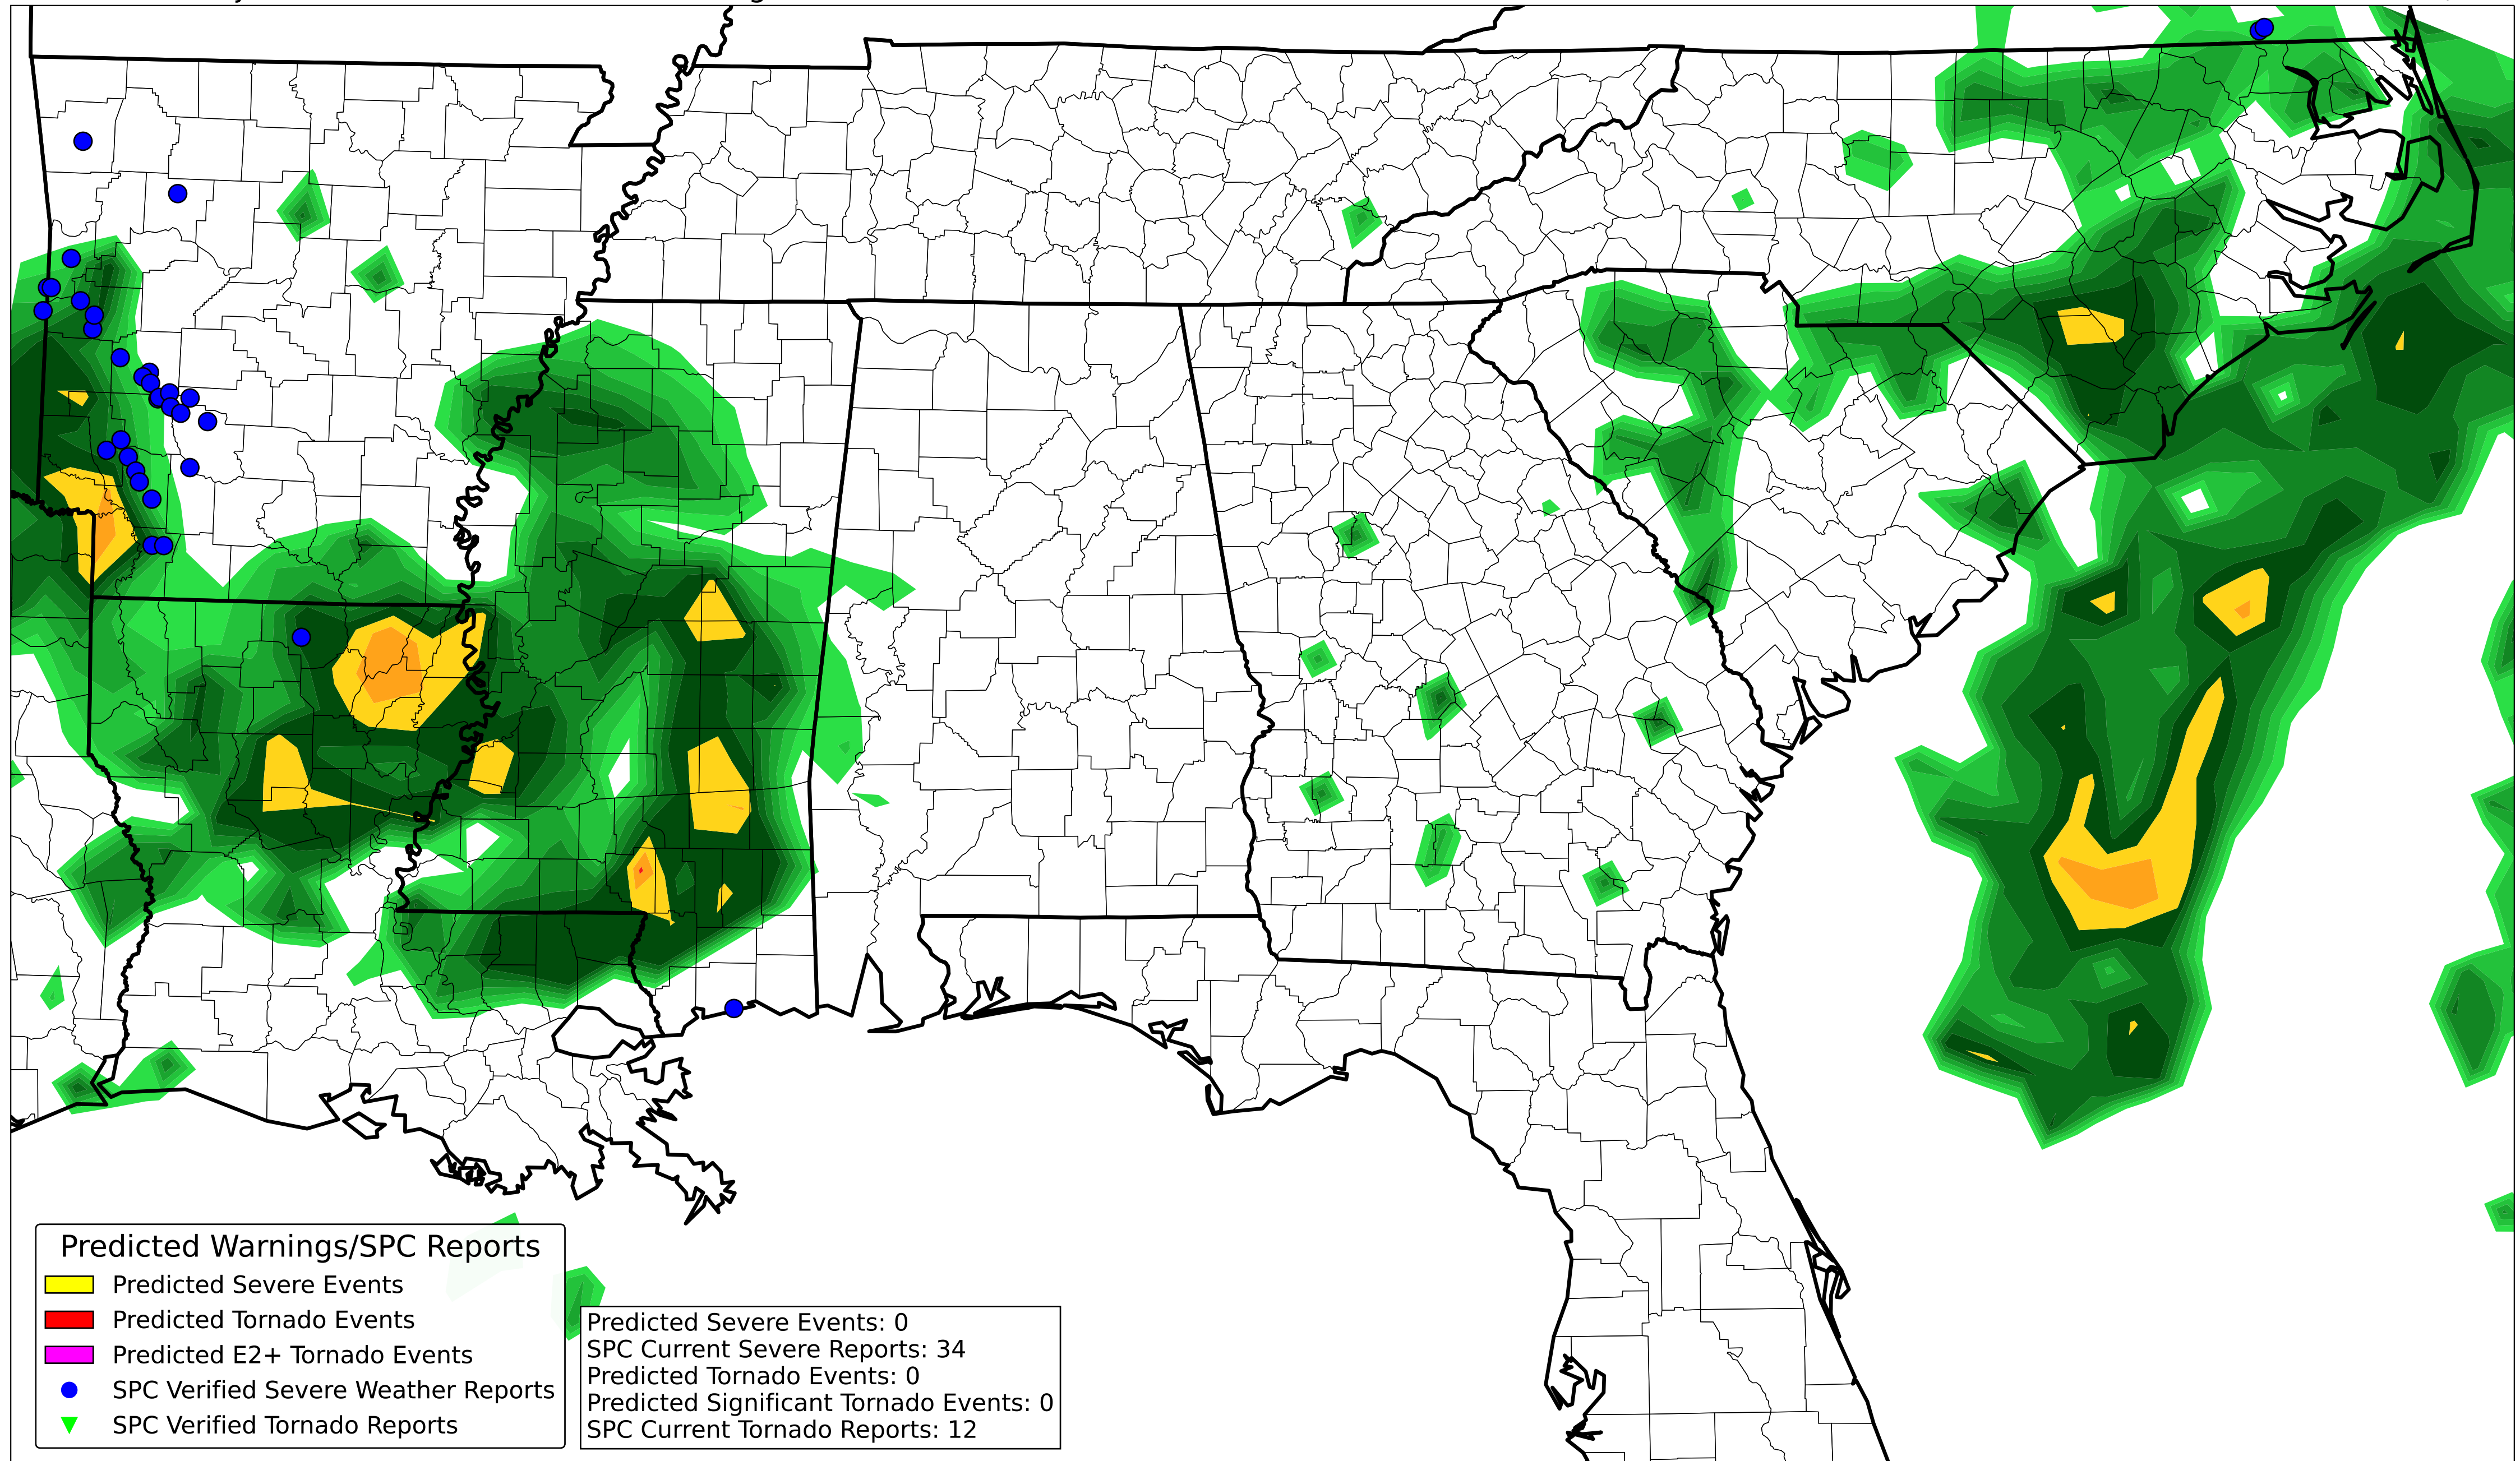 Predicted Warnings/SPC Reports
Predicted Severe Events
Predicted Tornado Events
Predicted E2+ Tornado Events
SPC Verified Severe Weather Reports
SPC Verified Tornado Reports
Predicted Severe Events: 0
SPC Current Severe Reports: 34
Predicted Tornado Events: 0
Predicted Significant Tornado Events: 0
SPC Current Tornado Reports: 12